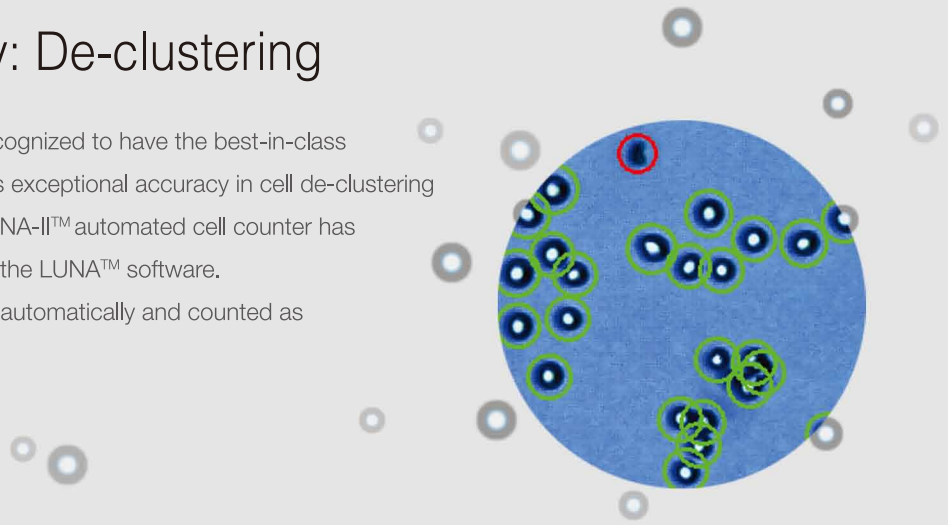 : De-clustering
cognized to have the best-in-class
s exceptional accuracy in cell de-clustering
NA-II™ automated cell counter has
the LUNA™ software.
automatically and counted as